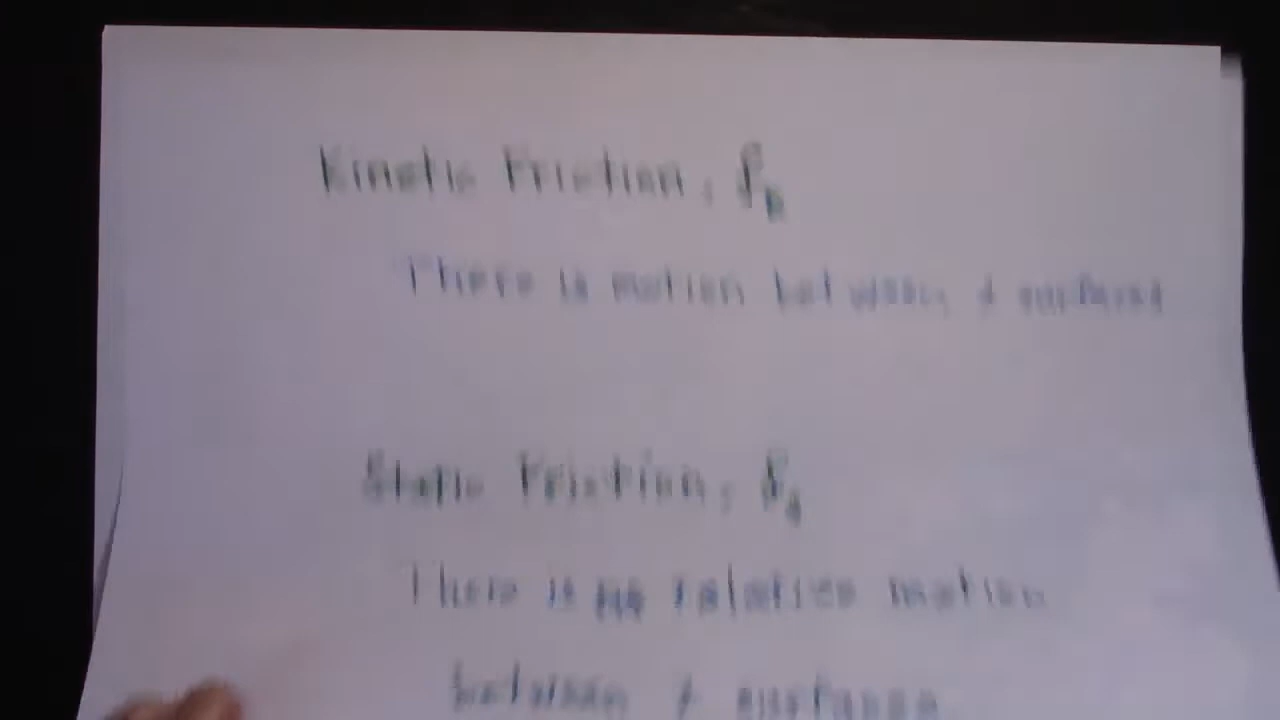 Kinetic Friction, fk
There is motion between 2 surfaces
Static Friction, fs
There is no relative motion
between 2 surfaces